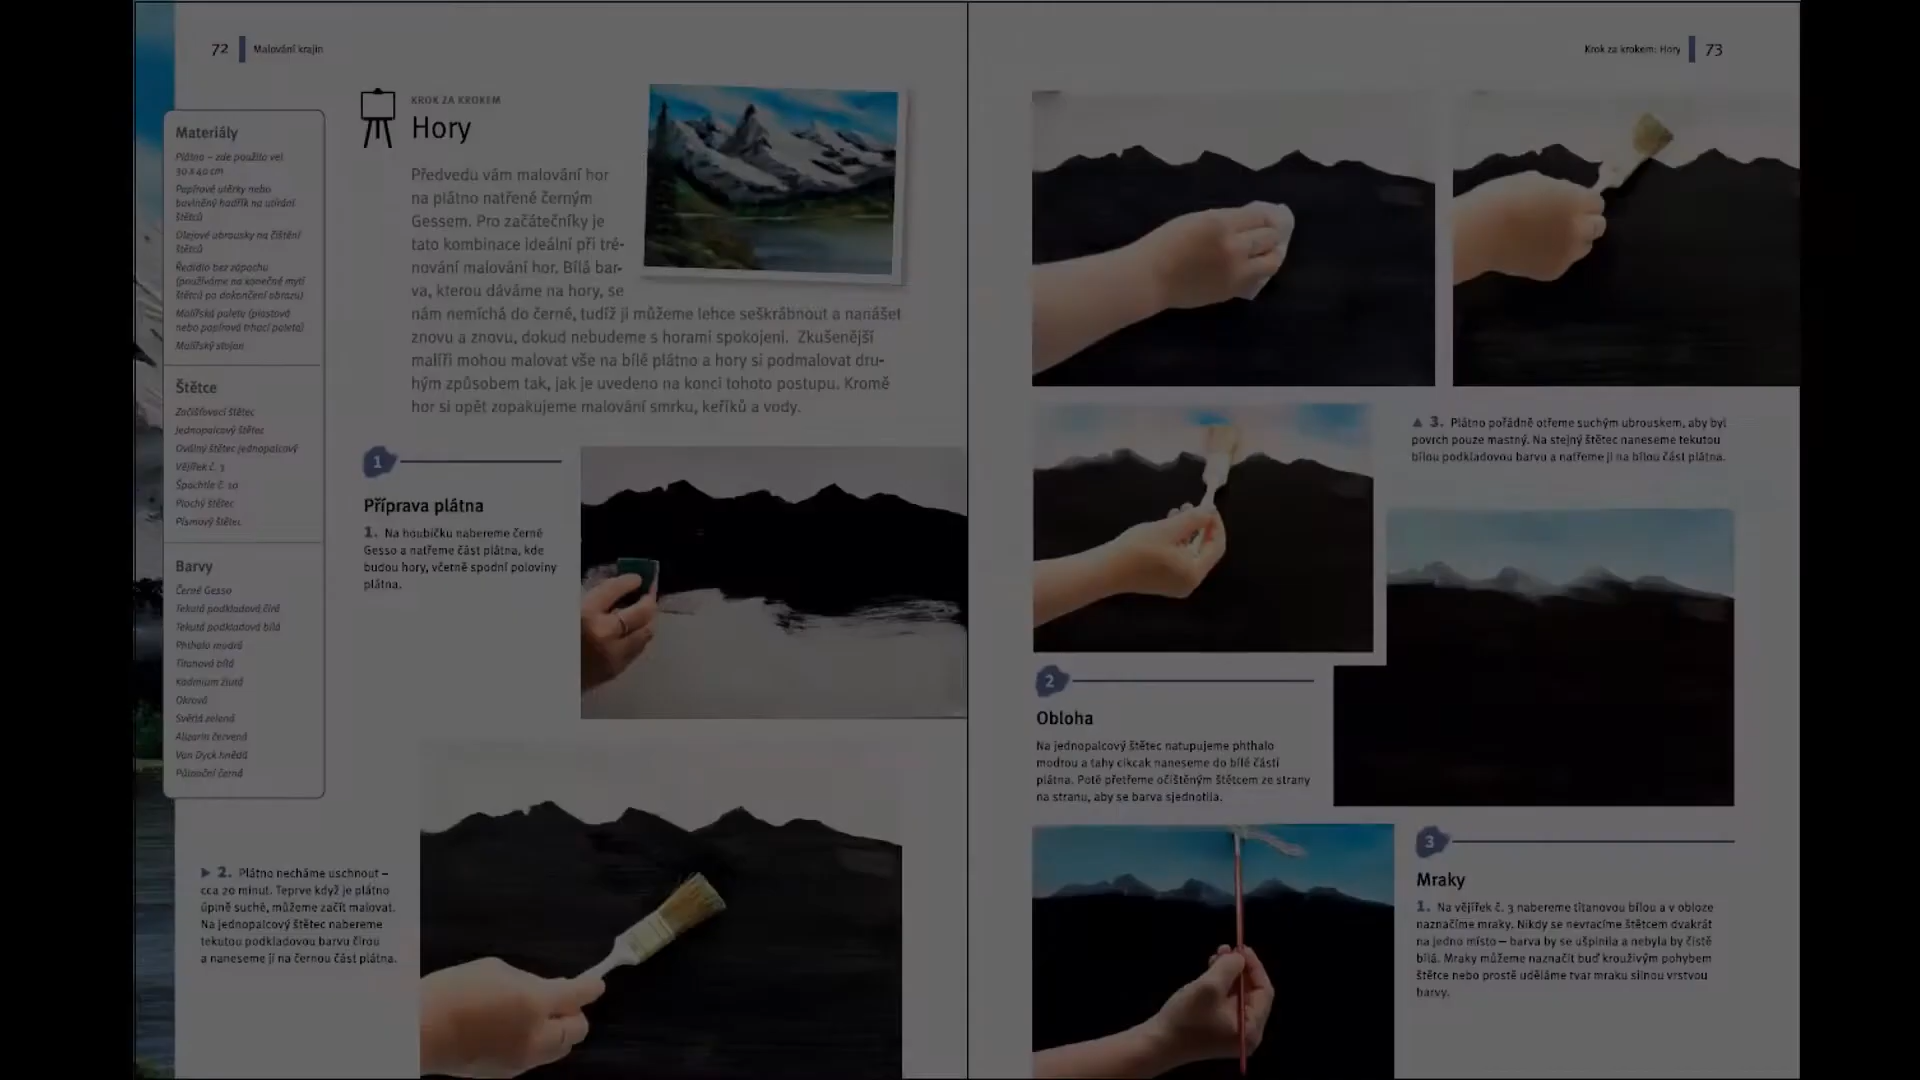 72 Malování krajin
Materiály
Plátno – zde použito vel.
30 x 40 cm
Papírové utěrky nebo
bavlněný hadřík na utírání
štětců
Olejové ubrousky na čištění
štětců
Ředidlo bez zápachu
(používáme na konečné mytí
štětců po dokončení obrazu)
Malířská paleta (plastová
nebo papírová trhací paleta)
Malířský stojan
Štětce
Začišťovací štětec
Jednopalcový štětec
Oválný štětec jednopalcový
Vějířek č. 3
Špachtle č. 10
Plochý štětec
Písmový štětec
Barvy
Černé Gesso
Tekutá podkladová čirá
Tekutá podkladová bílá
Phthalo modrá
Titanová bílá
Kadmium žlutá
Okrová
Svěží zelená
Alizarin červená
Van Dyck hnědá
Půlnoční černá
KROK ZA KROKEM
Hory
Předvedu vám malování hor
na plátno natřené černým
Gessem. Pro začátečníky je
tato kombinace ideální při tré-
nování malování hor. Bílá bar-
va, kterou dáváme na hory, se
nám nemíchá do černé, tudíž ji můžeme lehce seškrábnout a nanášet
znovu a znovu, dokud nebudeme s horami spokojeni. Zkušenější
malíři mohou malovat vše na bílé plátno a hory si podmalovat dru-
hým způsobem tak, jak je uvedeno na konci tohoto postupu. Kromě
hor si opět zopakujeme malování smrku, keříků a vody.
1
Příprava plátna
1. Na houbičku nabereme černé
Gesso a natřeme část plátna, kde
budou hory, včetně spodní poloviny
plátna.
▶ 2. Plátno necháme uschnout –
cca 20 minut. Teprve když je plátno
úplně suché, můžeme začít malovat.
Na jednopalcový štětec nabereme
tekutou podkladovou barvu čirou
a naneseme ji na černou část plátna.
Krok za krokem: Hory 73
▲ 3. Plátno pořádně otřeme suchým ubrouskem, aby byl
povrch pouze mastný. Na stejný štětec naneseme tekutou
bílou podkladovou barvu a natřeme ji na bílou část plátna.
2
Obloha
Na jednopalcový štětec natupujeme phthalo
modrou a tahy cikcak naneseme do bílé části
plátna. Poté přetřeme očištěným štětcem ze strany
na stranu, aby se barva sjednotila.
3
Mraky
1. Na vějířek č. 3 nabereme titanovou bílou a v obloze
naznačíme mraky. Nikdy se nevracíme štětcem dvakrát
na jedno místo – barva by se ušpinila a nebyla by čistě
bílá. Mraky můžeme naznačit buď krouživým pohybem
štětce nebo prostě uděláme tvar mraku silnou vrstvou
barvy.